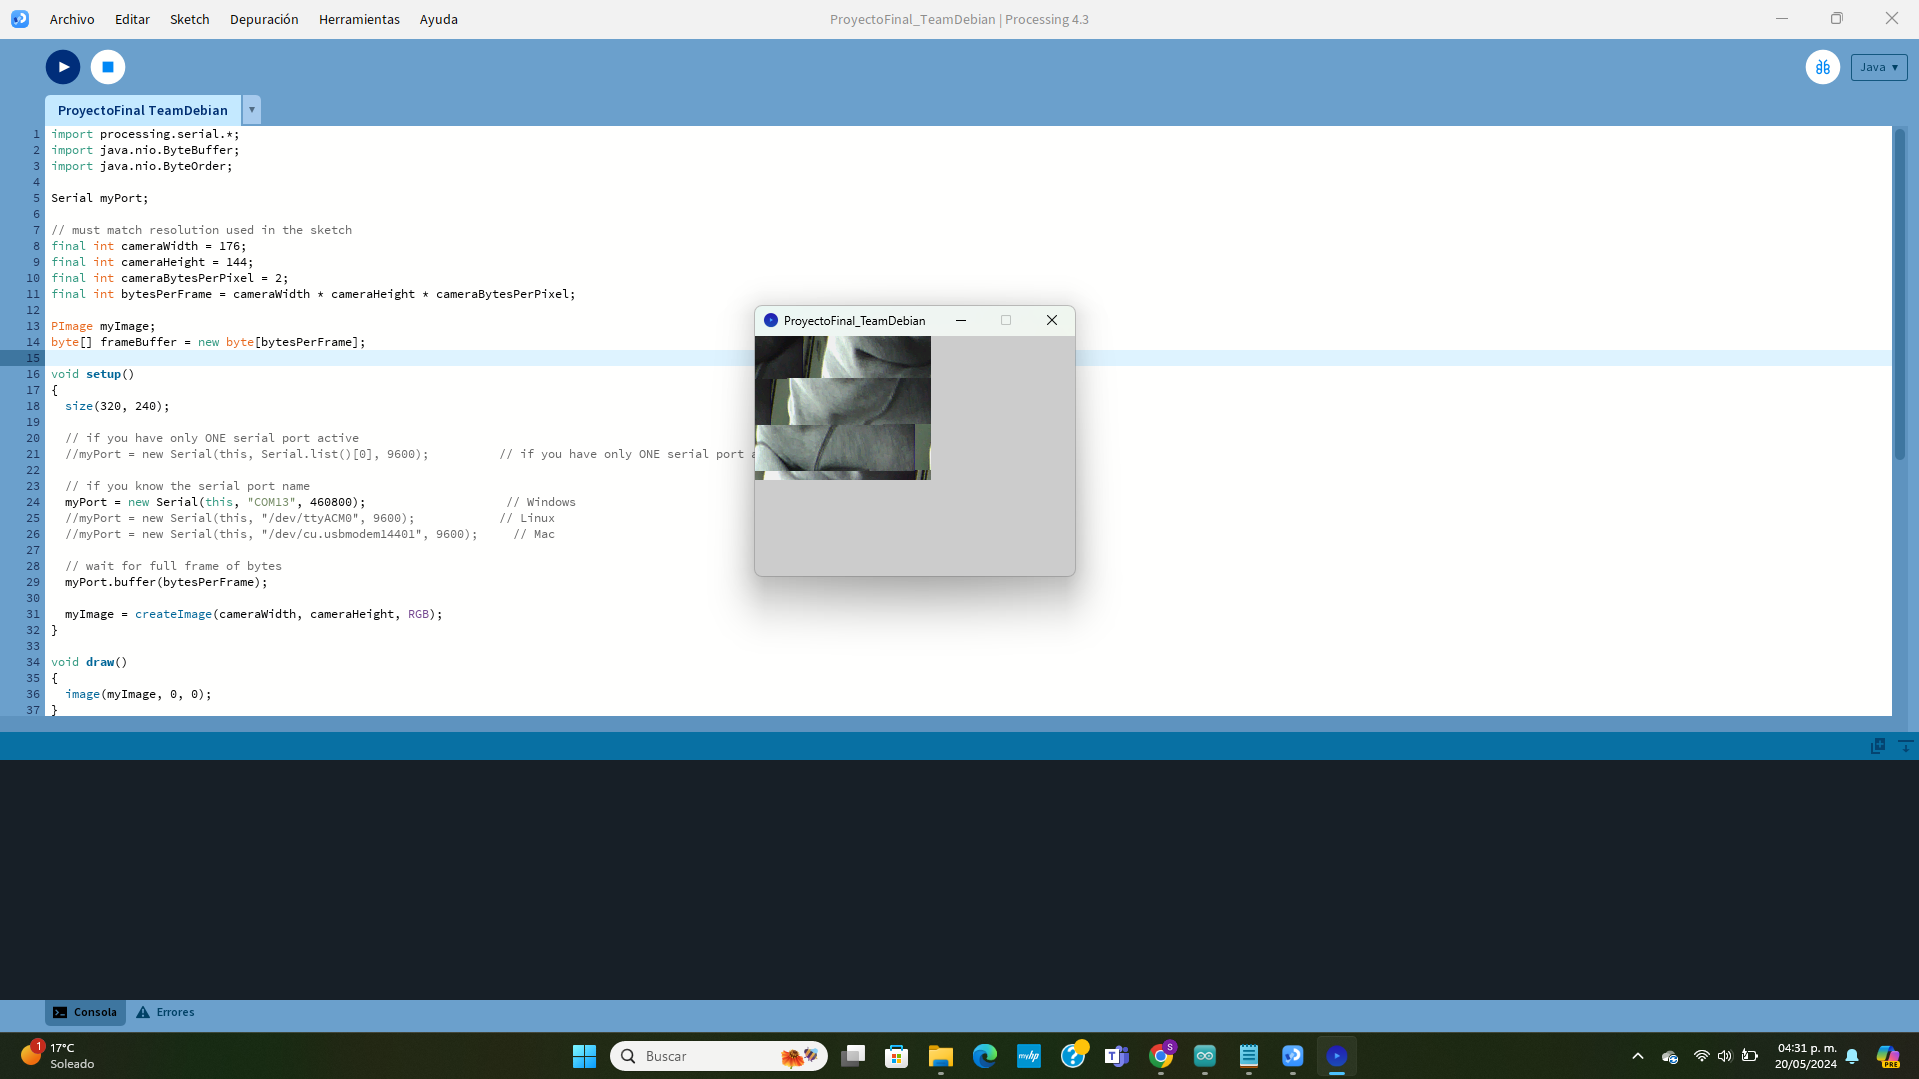 Archivo Editar Sketch Depuración Herramientas Ayuda
ProyectoFinal_TeamDebian | Processing 4.3
Java ▾
ProyectoFinal TeamDebian ▾
1 import processing.serial.*;
2 import java.nio.ByteBuffer;
3 import java.nio.ByteOrder;
4
5 Serial myPort;
6
7 // must match resolution used in the sketch
8 final int cameraWidth = 176;
9 final int cameraHeight = 144;
10 final int cameraBytesPerPixel = 2;
11 final int bytesPerFrame = cameraWidth * cameraHeight * cameraBytesPerPixel;
12
13 PImage myImage;
14 byte[] frameBuffer = new byte[bytesPerFrame];
15
16 void setup()
17 {
18 size(320, 240);
19
20 // if you have only ONE serial port active
21 //myPort = new Serial(this, Serial.list()[0], 9600); // if you have only ONE serial port a
22
23 // if you know the serial port name
24 myPort = new Serial(this, "COM13", 460800); // Windows
25 //myPort = new Serial(this, "/dev/ttyACM0", 9600); // Linux
26 //myPort = new Serial(this, "/dev/cu.usbmodem14401", 9600); // Mac
27
28 // wait for full frame of bytes
29 myPort.buffer(bytesPerFrame);
30
31 myImage = createImage(cameraWidth, cameraHeight, RGB);
32 }
33
34 void draw()
35 {
36 image(myImage, 0, 0);
37 }
ProyectoFinal_TeamDebian
Consola Errores
1
17°C
Soleado
Buscar
myhp
S
PRE
04:31 p. m.
20/05/2024